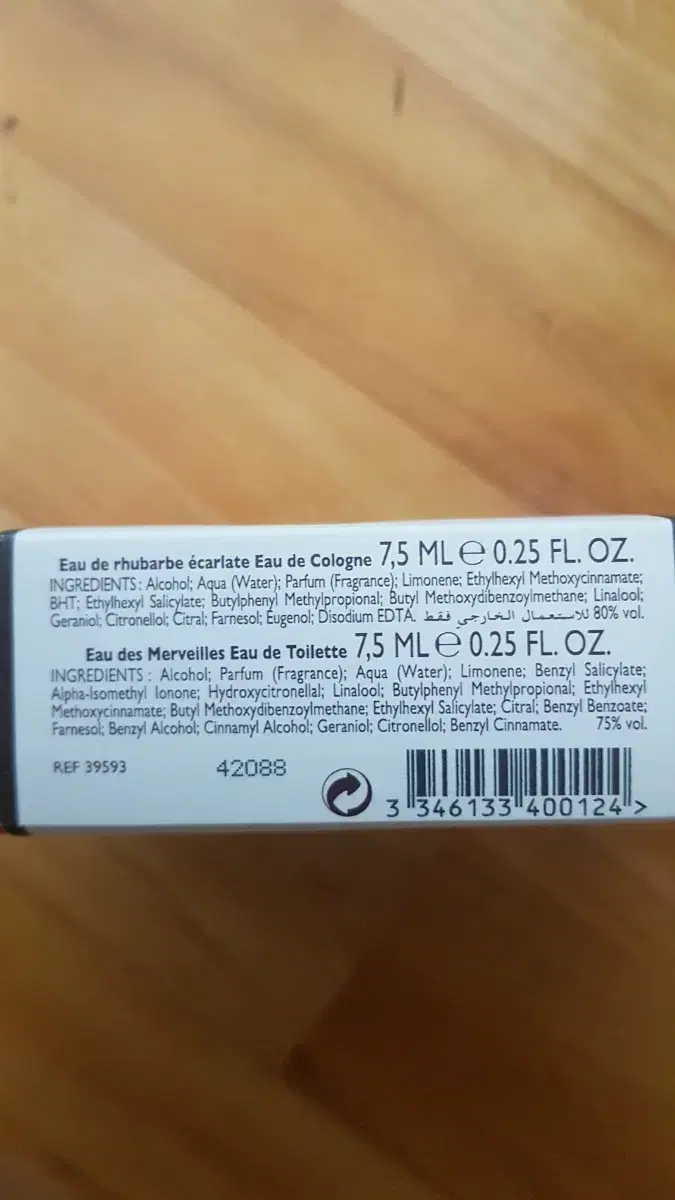 Eau de rhubarbe écarlate Eau de Cologne 7,5 ML ℮ 0.25 FL. OZ.
INGREDIENTS : Alcohol; Aqua (Water); Parfum (Fragrance); Limonene; Ethylhexyl Methoxycinnamate;
BHT; Ethylhexyl Salicylate; Butylphenyl Methylpropional; Butyl Methoxydibenzoylmethane; Linalool;
Geraniol; Citronellol; Citral; Farnesol; Eugenol; Disodium EDTA. للاستعمال الخارجي فقط 80% vol.
Eau des Merveilles Eau de Toilette 7,5 ML ℮ 0.25 FL. OZ.
INGREDIENTS : Alcohol; Parfum (Fragrance); Aqua (Water); Limonene; Benzyl Salicylate;
Alpha-Isomethyl Ionone; Hydroxycitronellal; Linalool; Butylphenyl Methylpropional; Ethylhexyl
Methoxycinnamate; Butyl Methoxydibenzoylmethane; Ethylhexyl Salicylate; Citral; Benzyl Benzoate;
Farnesol; Benzyl Alcohol; Cinnamyl Alcohol; Geraniol; Citronellol; Benzyl Cinnamate. 75% vol.
REF 39593 42088
3 346133 400124 >